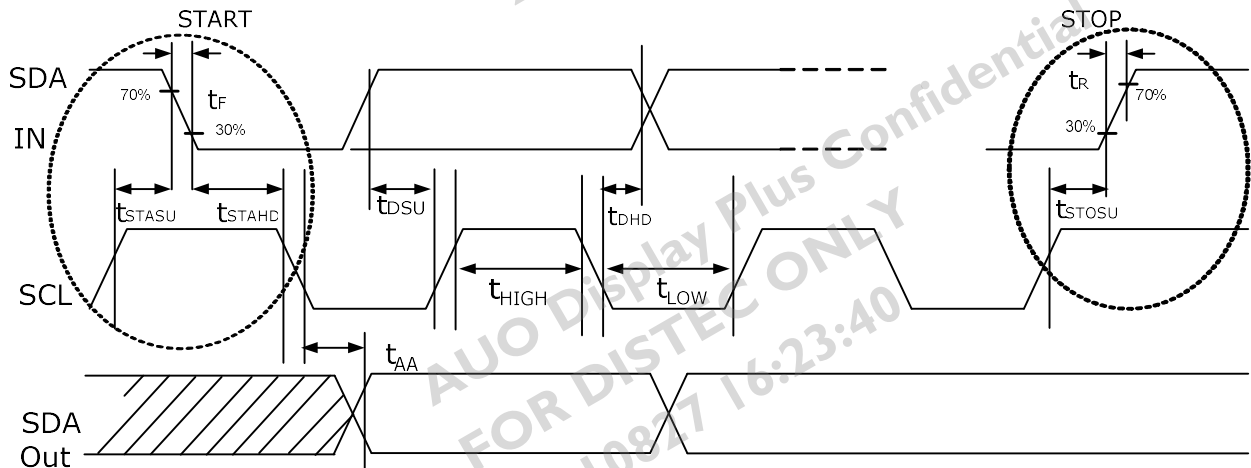 START
STOP
SDA
IN
70%
tF
30%
tR
70%
30%
tSTASU
tSTAHD
tDSU
tDHD
tSTOSU
SCL
tHIGH
tLOW
tAA
SDA
Out
AUO Display Plus Confidential
FOR DISTEC ONLY
10827 16:23:40